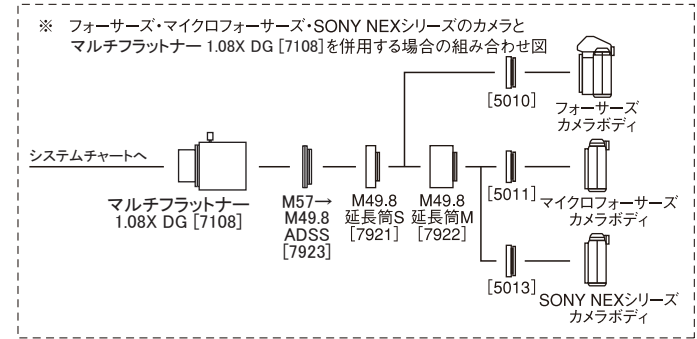 ※ フォーサーズ・マイクロフォーサーズ・SONY NEXシリーズのカメラと
マルチフラットナー 1.08X DG [7108]を併用する場合の組み合わせ図
[5010]
フォーサーズ
カメラボディ
システムチャートへ
マルチフラットナー
1.08X DG [7108]
M57→
M49.8
ADSS
[7923]
M49.8
延長筒S
[7921]
M49.8
延長筒M
[7922]
[5011]
マイクロフォーサーズ
カメラボディ
[5013]
SONY NEXシリーズ
カメラボディ